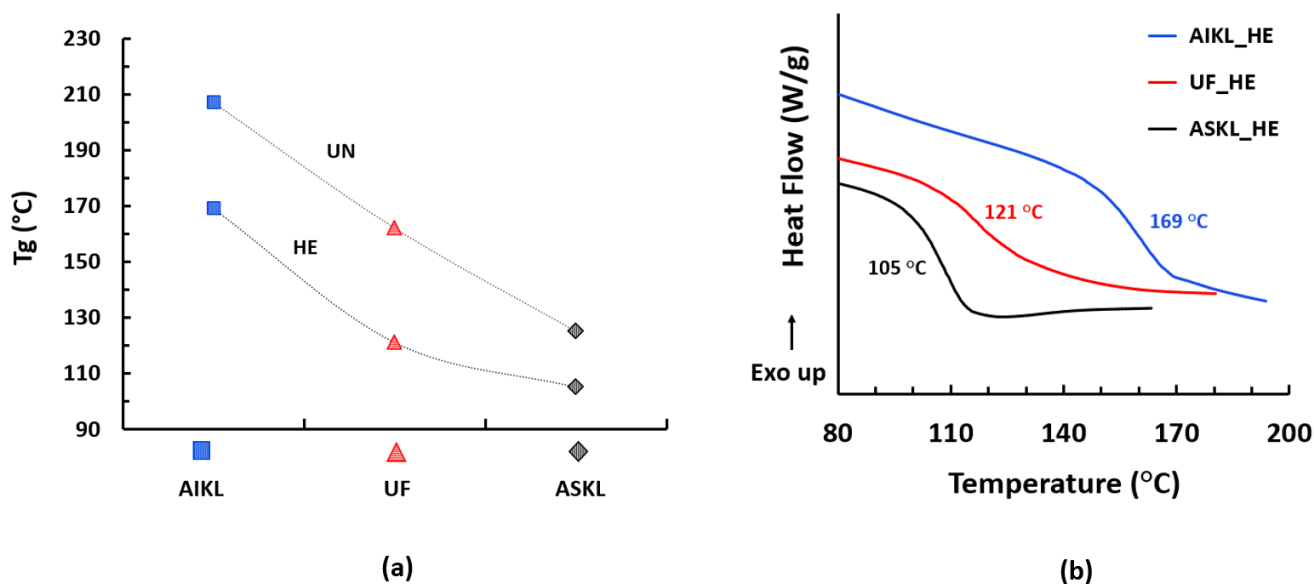 230
210
190
170
150
130
110
90
Tg (°C)
UN
HE
AIKL
UF
ASKL
(a)
Heat Flow (W/g)
Exo up
AIKL_HE
UF_HE
ASKL_HE
121 °C
169 °C
105 °C
80
110
140
170
200
Temperature (°C)
(b)